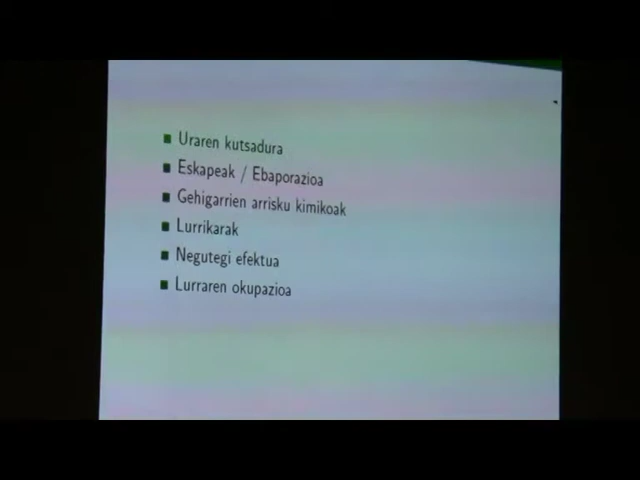 Uraren kutsadura
Eskapeak / Ebaporazioa
Gehigarrien arrisku kimikoak
Lurrikarak
Negutegi efektua
Lurraren okupazioa